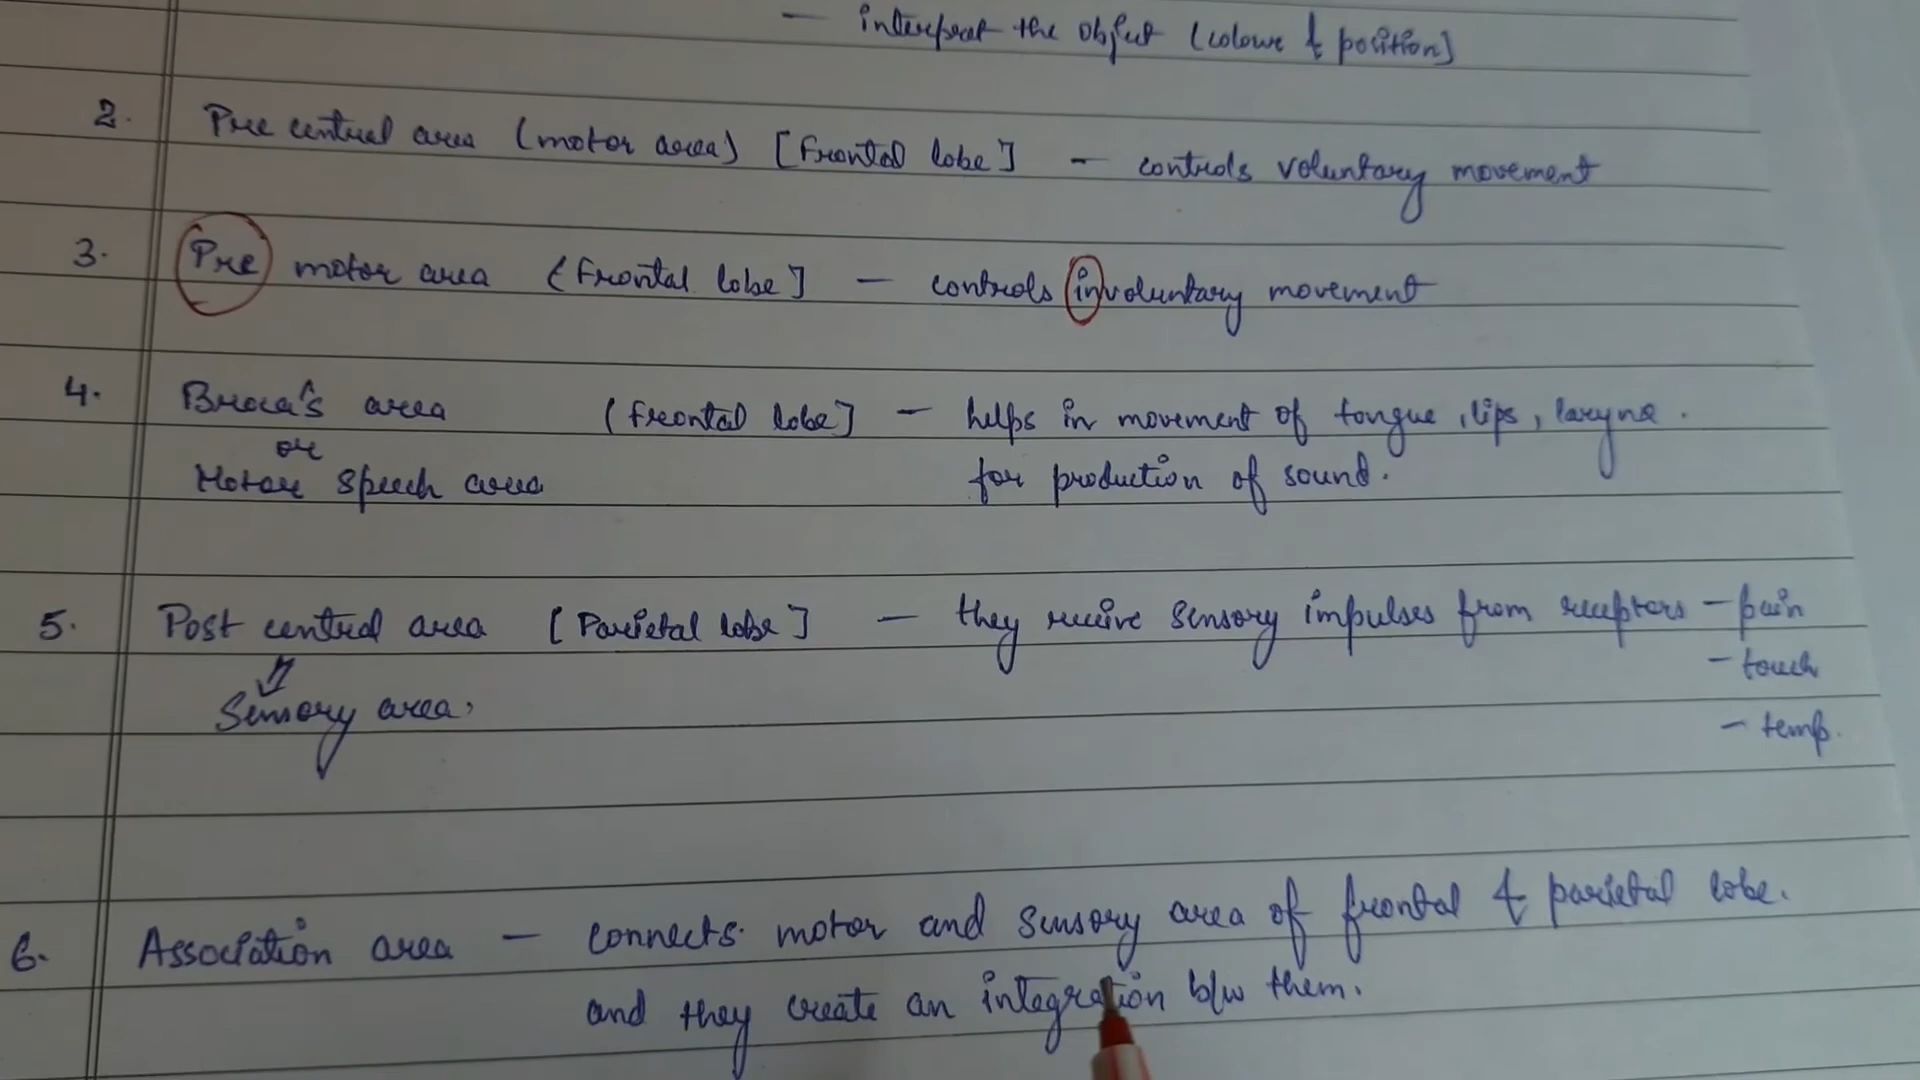 — interpret the object (colour & position]
2. Pre central area (motor area) [Frontal lobe] — controls voluntary movement
3. Pre motor area (Frontal lobe] — controls involuntary movement
4. Broca's area (Frontal lobe] — helps in movement of tongue, lips, larynx.
or
Motor speech area for production of sound.
5. Post central area [Parietal lobe] — they receive sensory impulses from receptors — pain
— touch
Sensory area,
— temp.
6. Association area — connects motor and sensory area of frontal & parietal lobe.
and they create an integration b/w them.